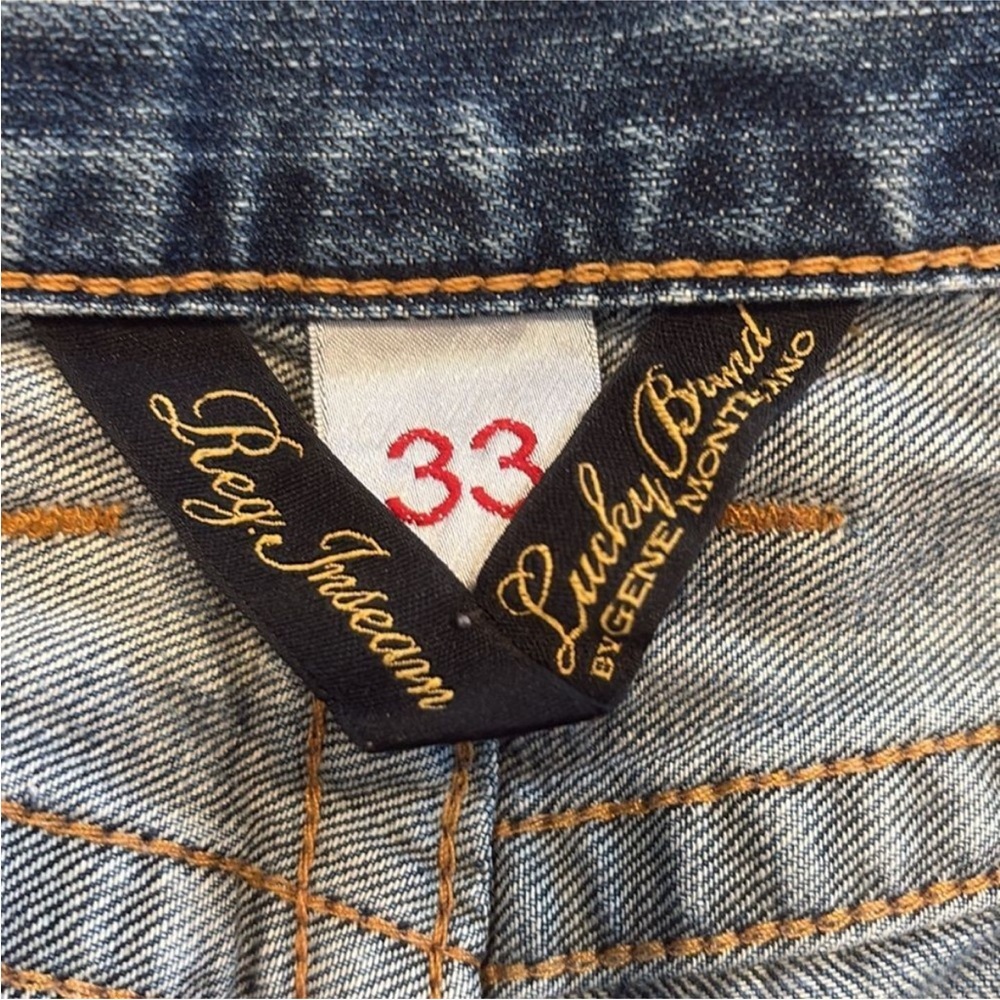 Reg. Inseam
33
Lucky Brand
BY GENE MONTESANO